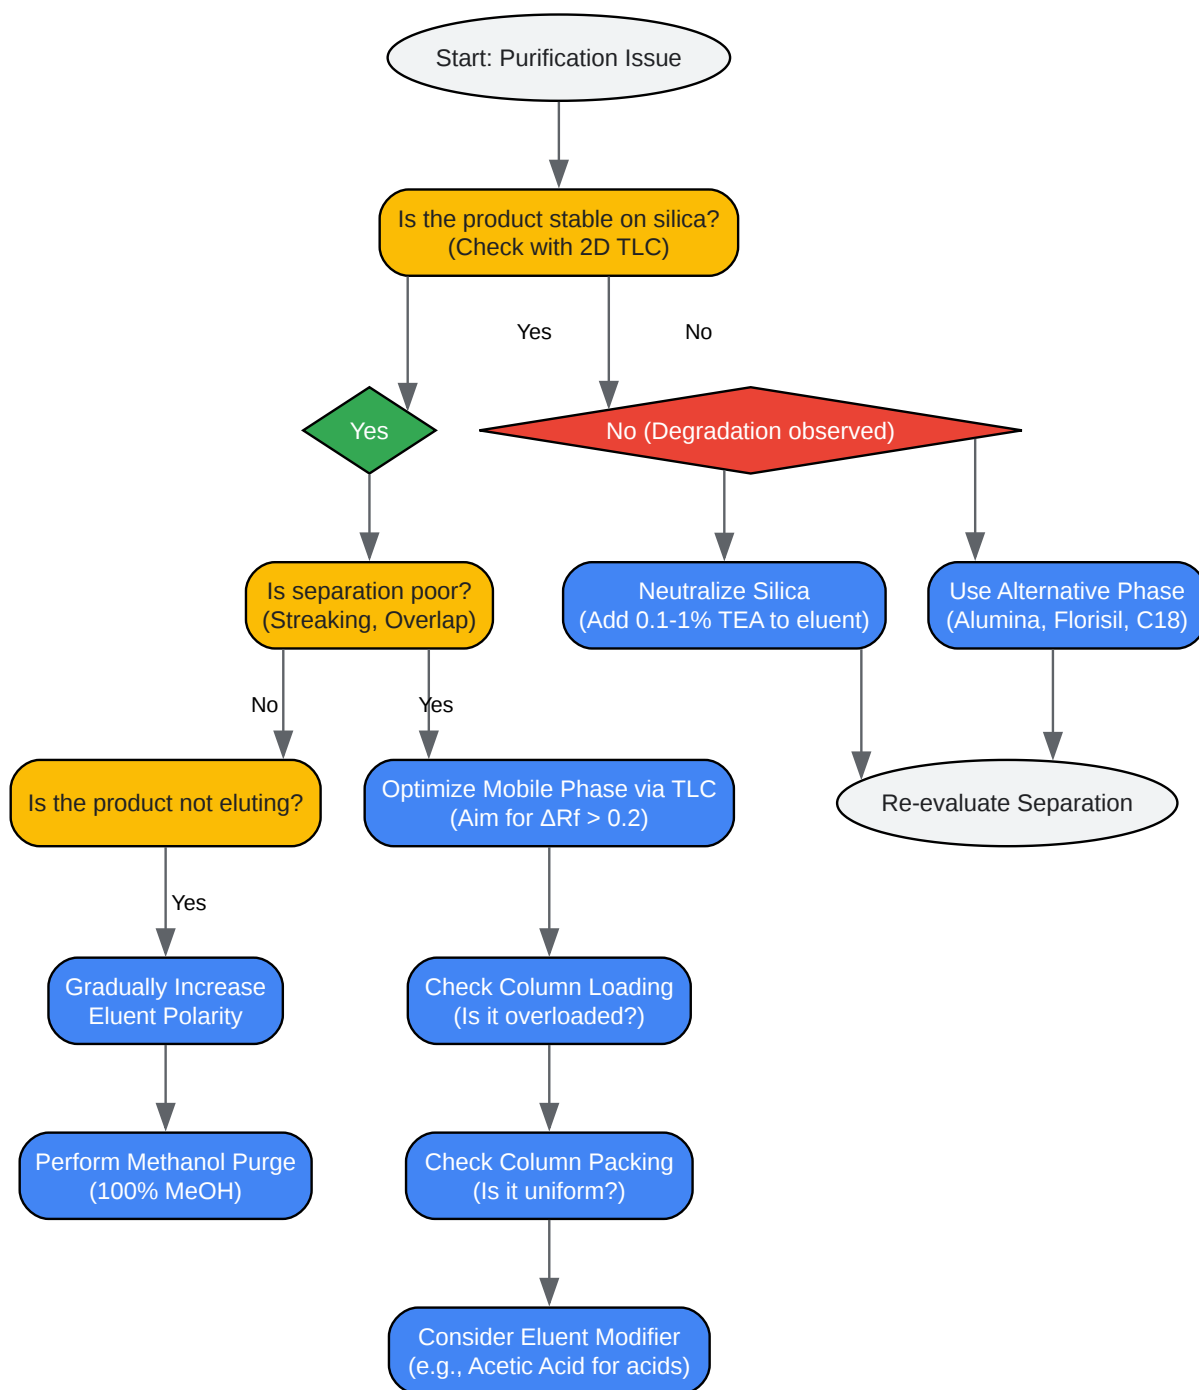 Start: Purification Issue
Is the product stable on silica?
(Check with 2D TLC)
Yes
No
Yes
No (Degradation observed)
Is separation poor?
(Streaking, Overlap)
Neutralize Silica
(Add 0.1-1% TEA to eluent)
Use Alternative Phase
(Alumina, Florisil, C18)
No
Yes
Is the product not eluting?
Optimize Mobile Phase via TLC
(Aim for ΔRf > 0.2)
Re-evaluate Separation
Yes
Gradually Increase
Eluent Polarity
Check Column Loading
(Is it overloaded?)
Perform Methanol Purge
(100% MeOH)
Check Column Packing
(Is it uniform?)
Consider Eluent Modifier
(e.g., Acetic Acid for acids)